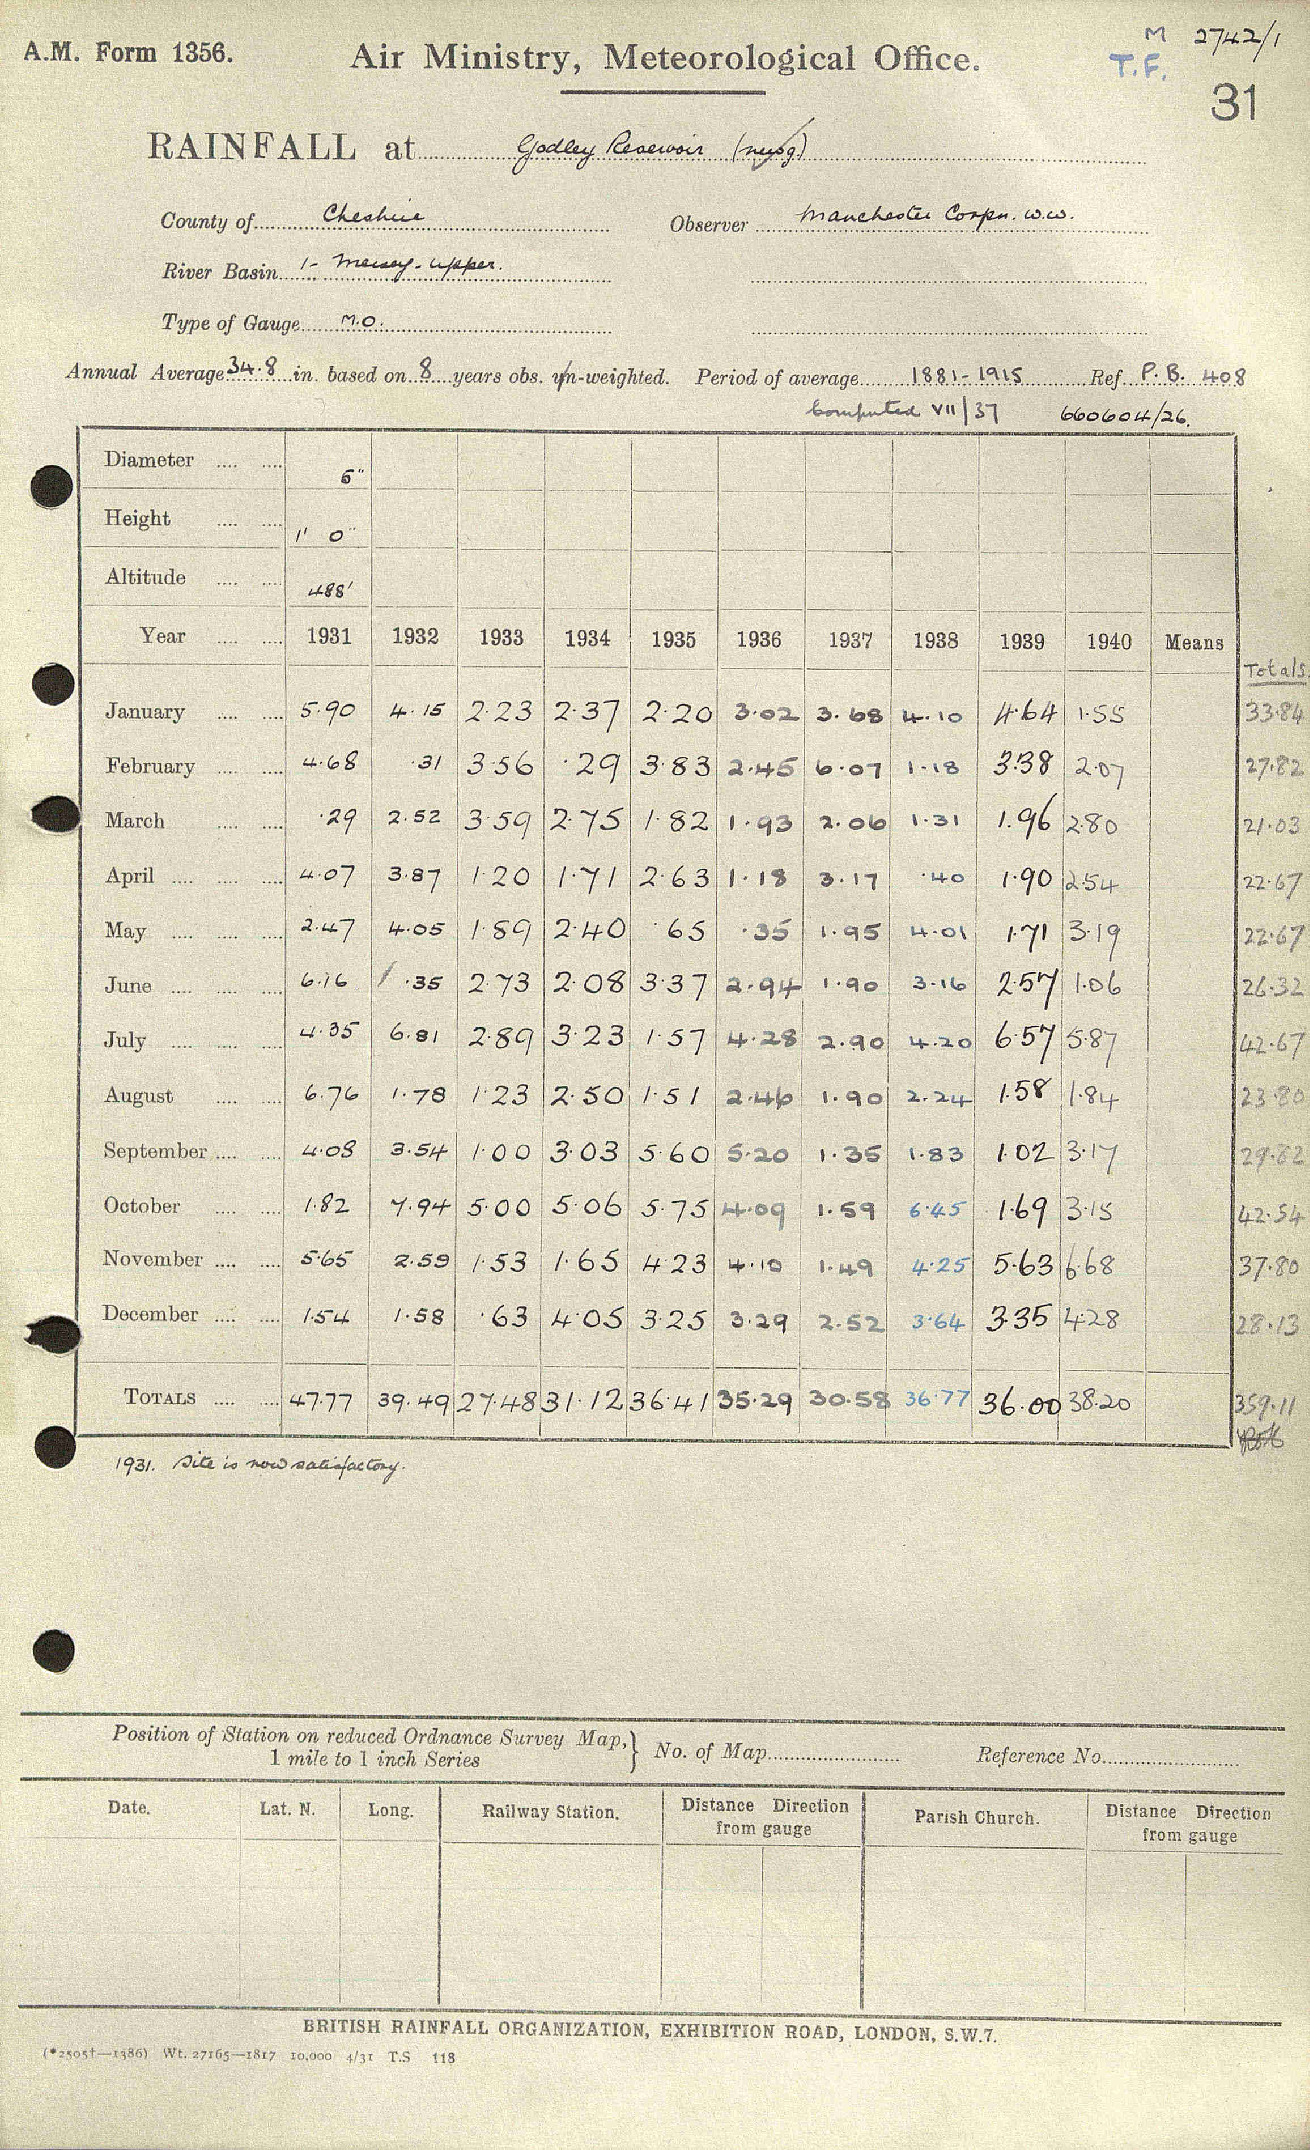 M 2742/1
A.M. Form 1356. Air Ministry, Meteorological Office. T.F.
31
RAINFALL at Godley Reservoir
County of Cheshire Observer Manchester Corpn. W.W.
River Basin 1- Mersey-Upper.
Type of Gauge M.O.
Annual Average 34.8 in. based on 8 years obs. un-weighted. Period of average 1881-1915 Ref P.B. 408
Computed VII/37 660604/26.
Diameter 5"
Height 1' 0"
Altitude 488'
Year 1931 1932 1933 1934 1935 1936 1937 1938 1939 1940 Means Totals.
January 5.90 4.15 2.23 2.37 2.20 3.02 3.68 4.10 4.64 1.55 33.84
February 4.68 .31 3.56 .29 3.83 2.45 6.07 1.18 3.38 2.07 27.82
March .29 2.52 3.59 2.75 1.82 1.93 2.06 1.31 1.96 2.80 21.03
April 4.07 3.87 1.20 1.71 2.63 1.18 3.17 .40 1.90 2.54 22.67
May 2.47 4.05 1.89 2.40 .65 .35 1.95 4.01 1.71 3.19 22.67
June 6.16 .35 2.73 2.08 3.37 2.94 1.90 3.16 2.57 1.06 26.32
July 4.35 6.81 2.89 3.23 1.57 4.28 2.90 4.20 6.57 5.87 42.67
August 6.76 1.78 1.23 2.50 1.51 2.46 1.90 2.24 1.58 1.84 23.80
September 4.08 3.54 1.00 3.03 5.60 5.20 1.35 1.83 1.02 3.17 29.82
October 1.82 7.94 5.00 5.06 5.75 4.09 1.59 6.45 1.69 3.15 42.54
November 5.65 2.59 1.53 1.65 4.23 4.10 1.49 4.25 5.63 6.68 37.80
December 1.54 1.58 .63 4.05 3.25 3.29 2.52 3.64 3.35 4.28 28.13
TOTALS 47.77 39.49 27.48 31.12 36.41 35.29 30.58 36.77 36.00 38.20 359.11
1931. Site is now satisfactory.
Position of Station on reduced Ordnance Survey Map, 1 mile to 1 inch Series } No. of Map Reference No.
Date. Lat. N. Long. Railway Station. Distance Direction from gauge Parish Church. Distance Direction from gauge
BRITISH RAINFALL ORGANIZATION, EXHIBITION ROAD, LONDON, S.W.7.
(*2505t—1386) Wt. 27165—1817 10,000 4/31 T.S 118